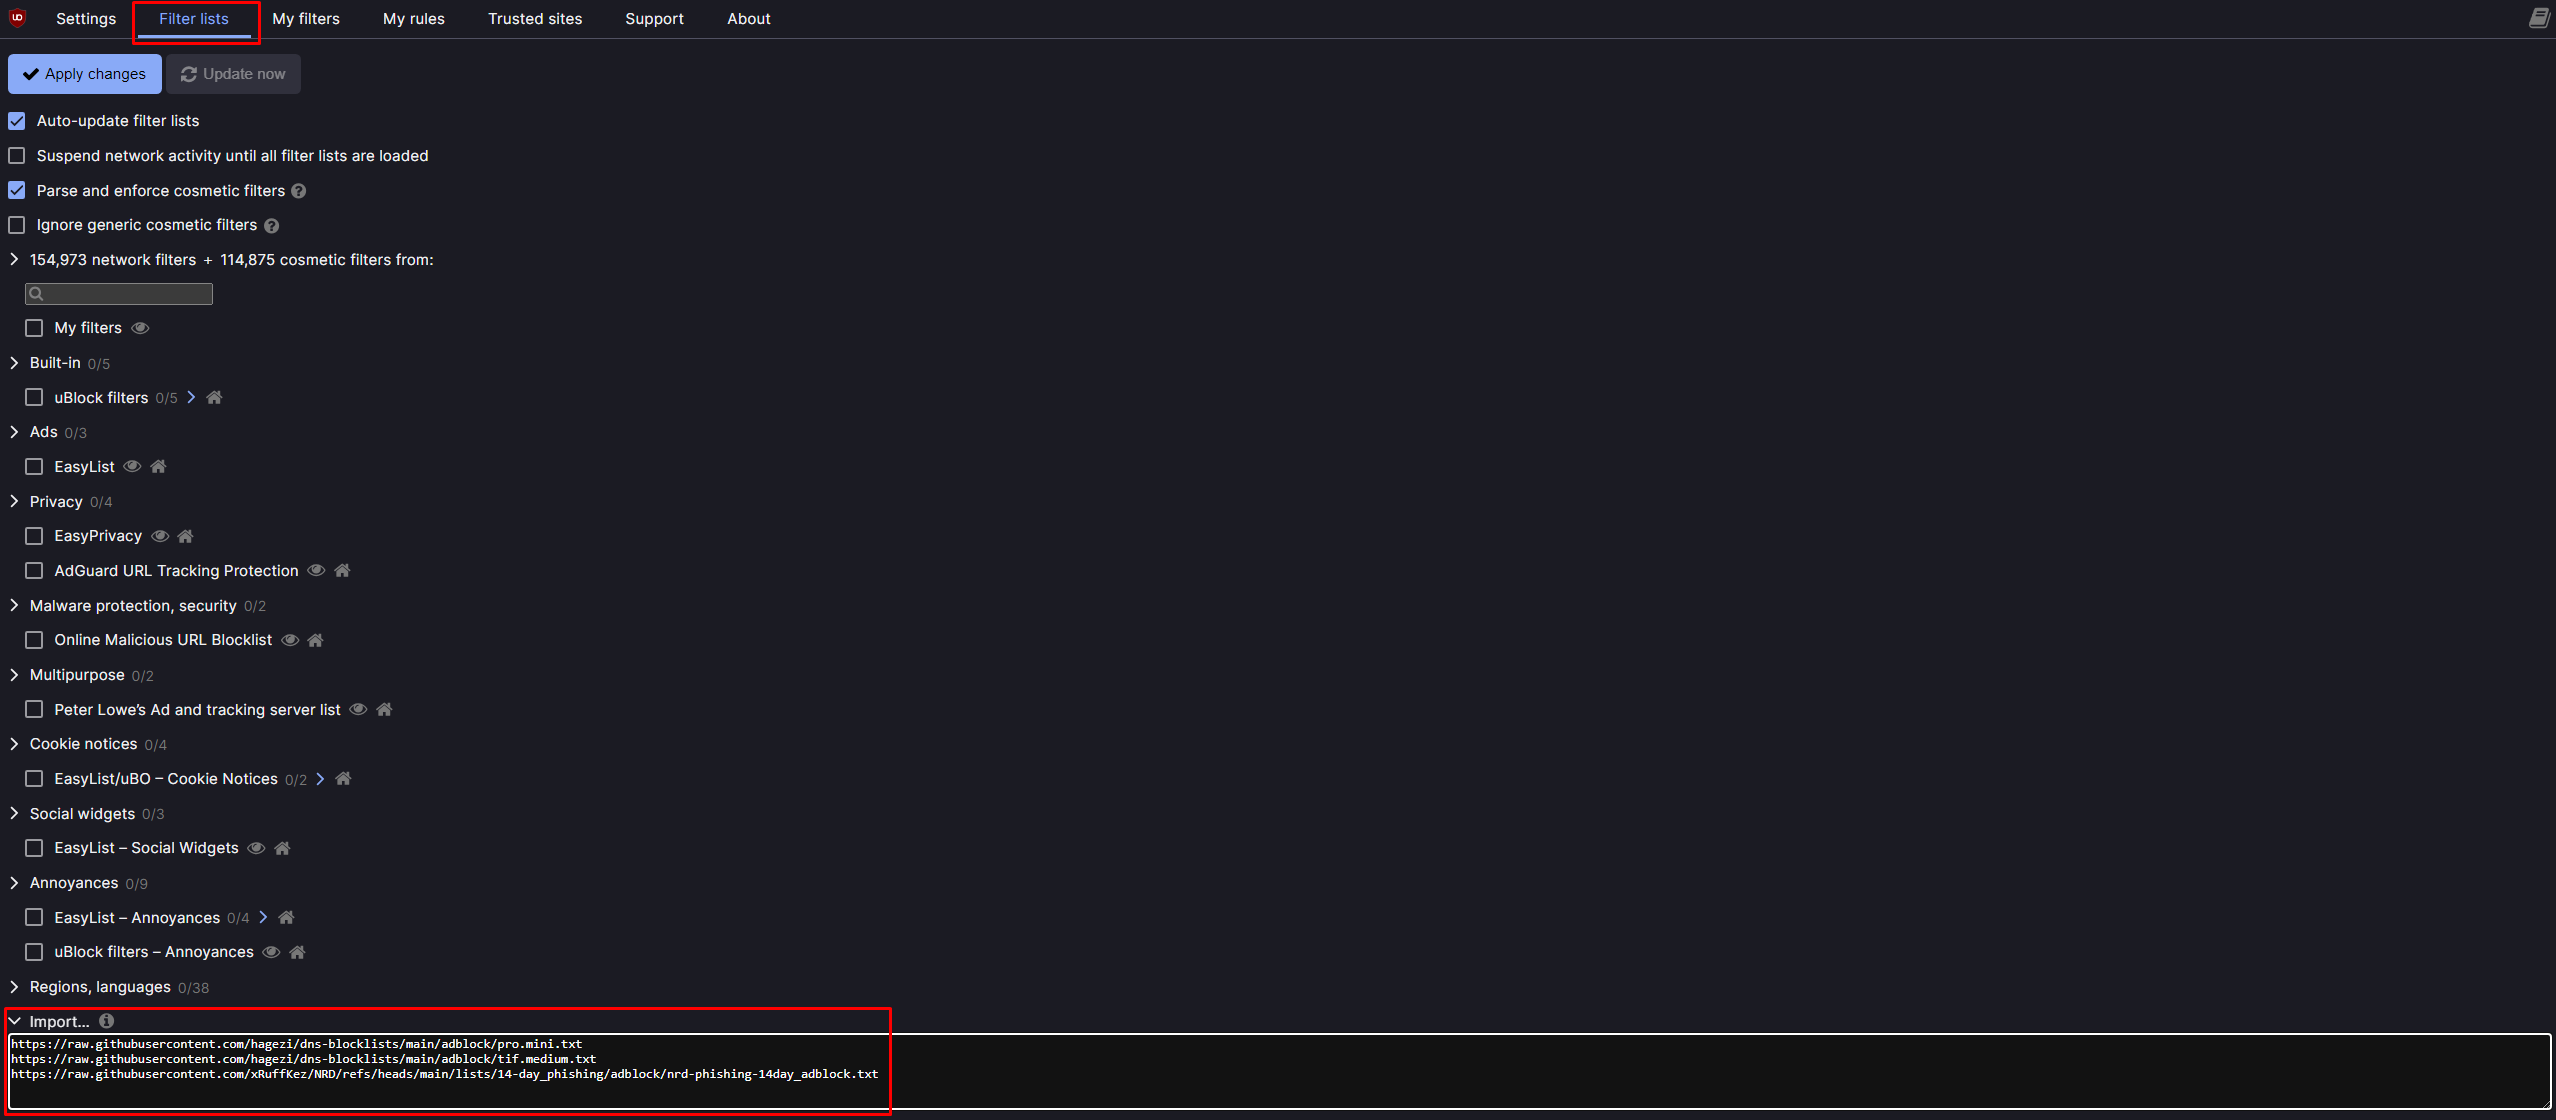 Settings Filter lists My filters My rules Trusted sites Support About
Apply changes Update now
Auto-update filter lists
Suspend network activity until all filter lists are loaded
Parse and enforce cosmetic filters
Ignore generic cosmetic filters
154,973 network filters + 114,875 cosmetic filters from:
My filters
Built-in 0/5
uBlock filters 0/5
Ads 0/3
EasyList
Privacy 0/4
EasyPrivacy
AdGuard URL Tracking Protection
Malware protection, security 0/2
Online Malicious URL Blocklist
Multipurpose 0/2
Peter Lowe’s Ad and tracking server list
Cookie notices 0/4
EasyList/uBO – Cookie Notices 0/2
Social widgets 0/3
EasyList – Social Widgets
Annoyances 0/9
EasyList – Annoyances 0/4
uBlock filters – Annoyances
Regions, languages 0/38
Import...
https://raw.githubusercontent.com/hagezi/dns-blocklists/main/adblock/pro.mini.txt
https://raw.githubusercontent.com/hagezi/dns-blocklists/main/adblock/tif.medium.txt
https://raw.githubusercontent.com/xRuffKez/NRD/refs/heads/main/lists/14-day_phishing/adblock/nrd-phishing-14day_adblock.txt